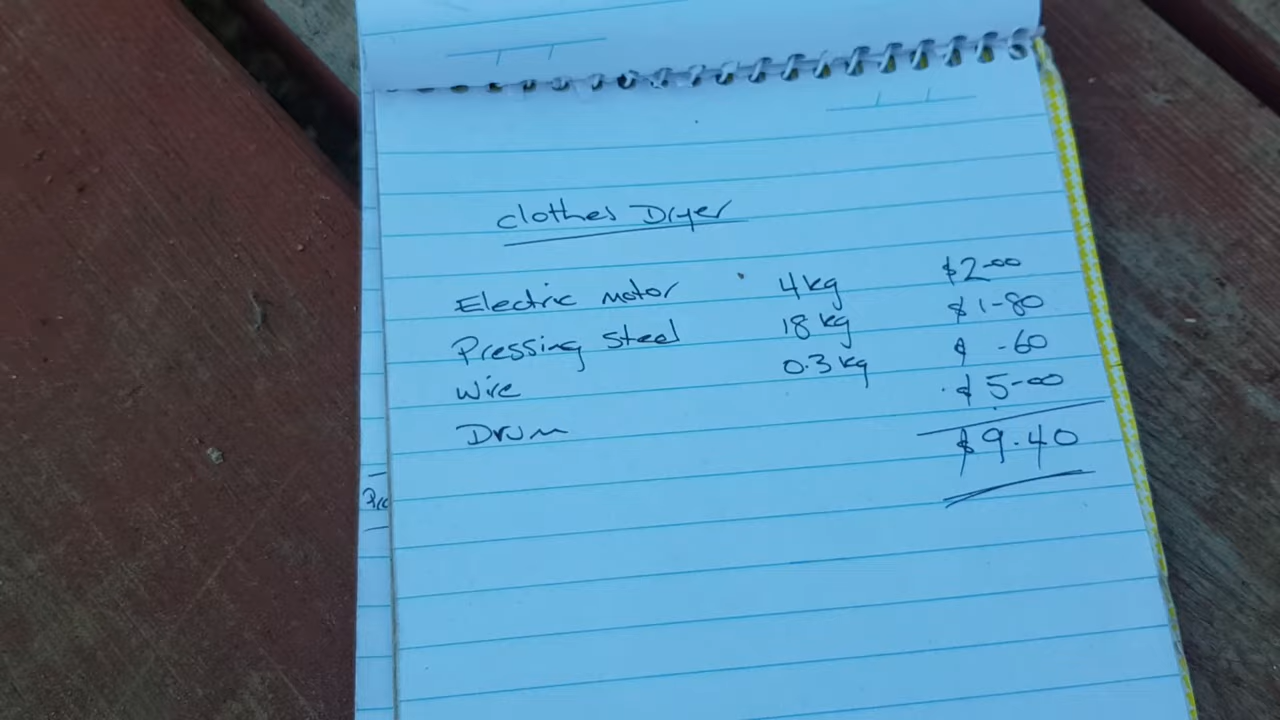 Clothes Dryer
Electric motor 4kg $2-00
Pressing steel 18kg $1-80
Wire 0.3kg $ -60
Drum $5-00
$9.40